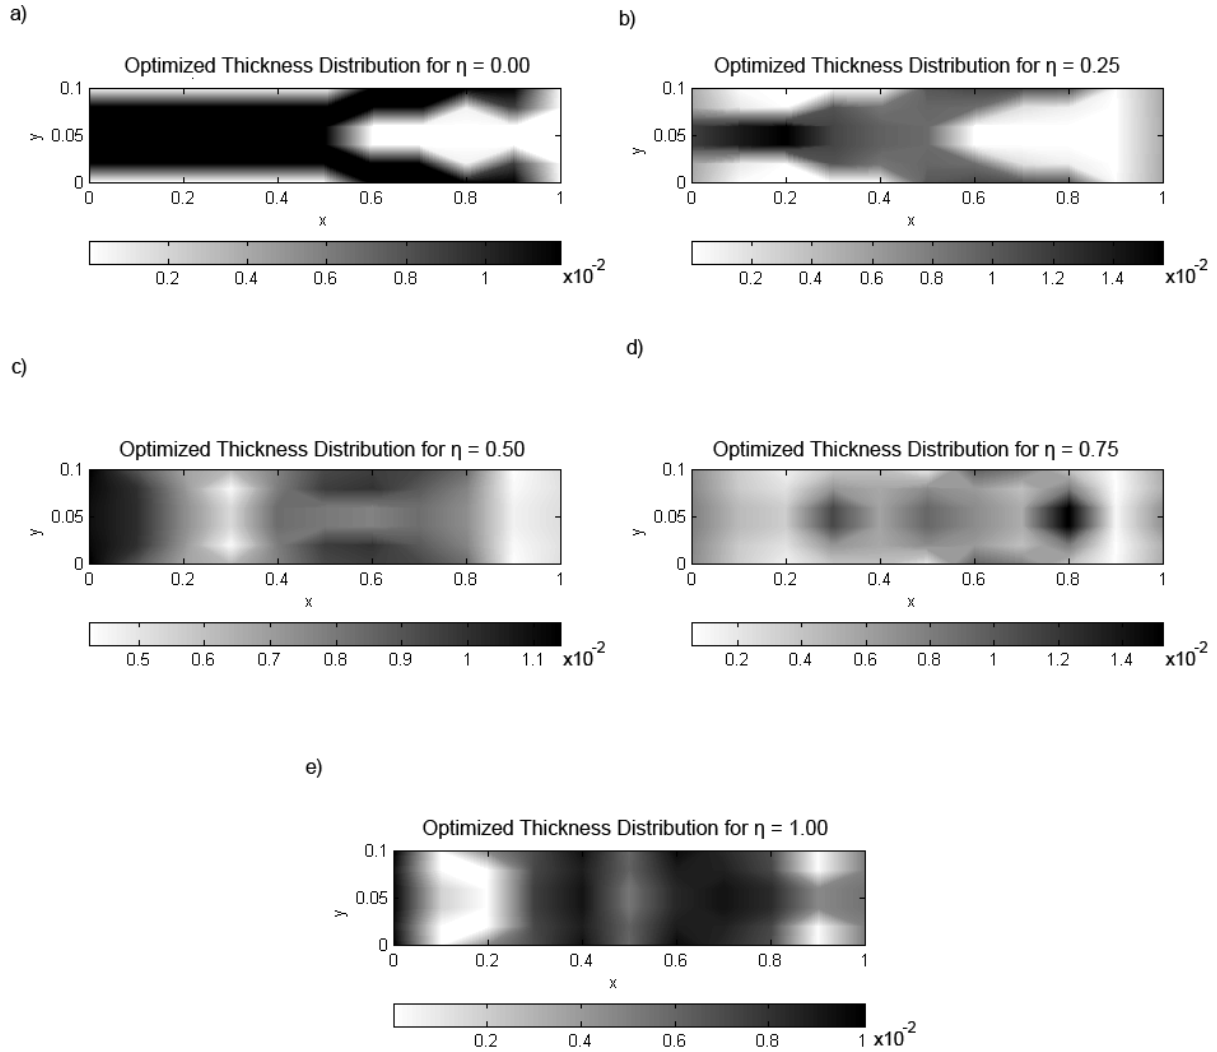 a)
b)
Optimized Thickness Distribution for η = 0.00
Optimized Thickness Distribution for η = 0.25
0.1
0.05
0
y
0 0.2 0.4 0.6 0.8 1
x
0.2 0.4 0.6 0.8 1 x10-2
0.1
0.05
0
y
0 0.2 0.4 0.6 0.8 1
x
0.2 0.4 0.6 0.8 1 1.2 1.4 x10-2
c)
d)
Optimized Thickness Distribution for η = 0.50
Optimized Thickness Distribution for η = 0.75
0.1
0.05
0
y
0 0.2 0.4 0.6 0.8 1
x
0.5 0.6 0.7 0.8 0.9 1 1.1 x10-2
0.1
0.05
0
y
0 0.2 0.4 0.6 0.8 1
x
0.2 0.4 0.6 0.8 1 1.2 1.4 x10-2
e)
Optimized Thickness Distribution for η = 1.00
0.1
0.05
0
y
0 0.2 0.4 0.6 0.8 1
x
0.2 0.4 0.6 0.8 1 x10-2